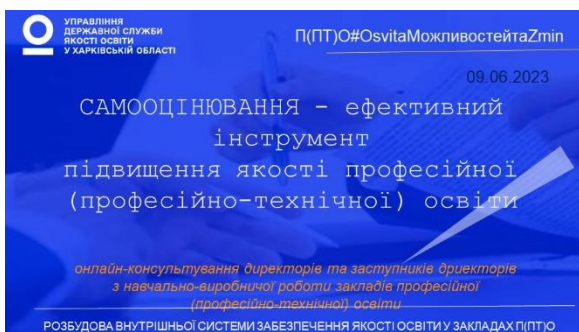 УПРАВЛІННЯ
ДЕРЖАВНОЇ СЛУЖБИ
ЯКОСТІ ОСВІТИ
У ХАРКІВСЬКІЙ ОБЛАСТІ
П(ПТ)О#OsvitaМожливостейтаZmin
09.06.2023
САМООЦІНЮВАННЯ – ефективний
інструмент
підвищення якості професійної
(професійно-технічної) освіти
онлайн-консультування директорів та заступників дриекторів
з навчально-виробничої роботи закладів професійної
(професійно-технічної) освіти
РОЗБУДОВА ВНУТРІШНЬОЇ СИСТЕМИ ЗАБЕЗПЕЧЕННЯ ЯКОСТІ ОСВІТИ У ЗАКЛАДАХ П(ПТ)О